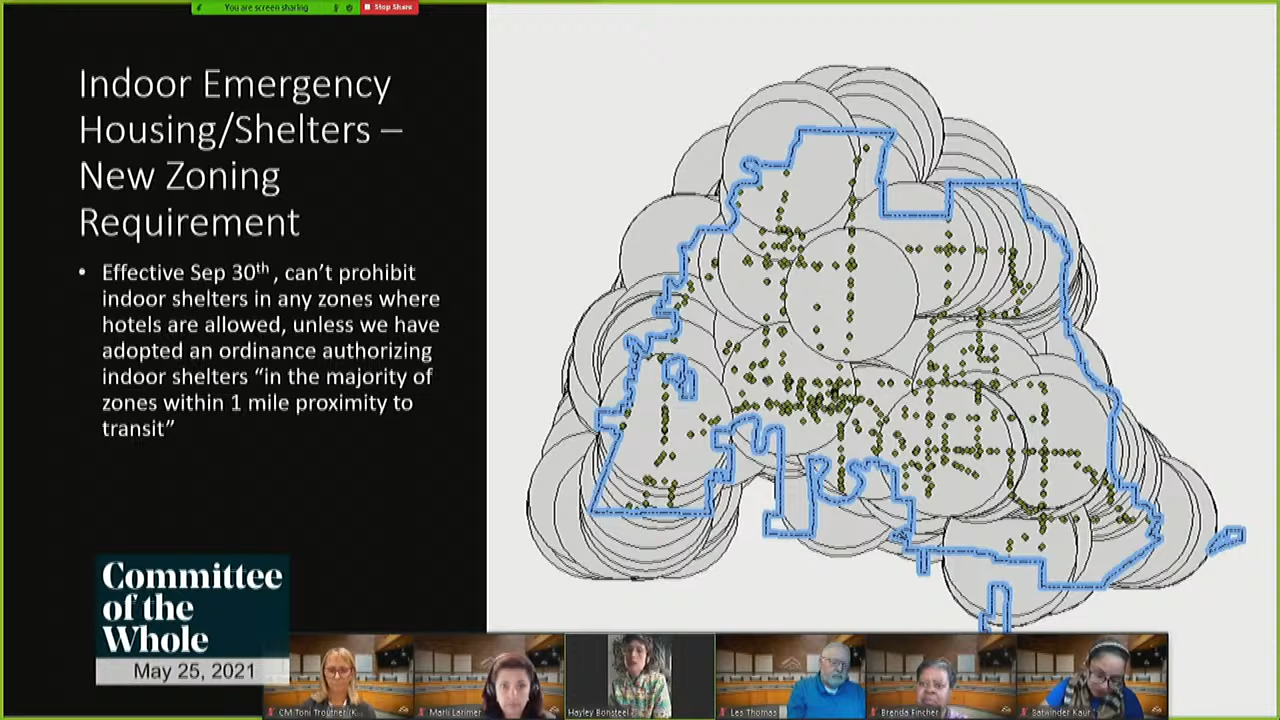 You are screen sharing
Stop Share
Indoor Emergency
Housing/Shelters –
New Zoning
Requirement
• Effective Sep 30th , can’t prohibit
indoor shelters in any zones where
hotels are allowed, unless we have
adopted an ordinance authorizing
indoor shelters “in the majority of
zones within 1 mile proximity to
transit”
Committee
of the
Whole
May 25, 2021
CM Toni Troutner (K...
Marli Larimer
Hayley Bonsteel
Les Thomas
Brenda Fincher
Satwinder Kaur